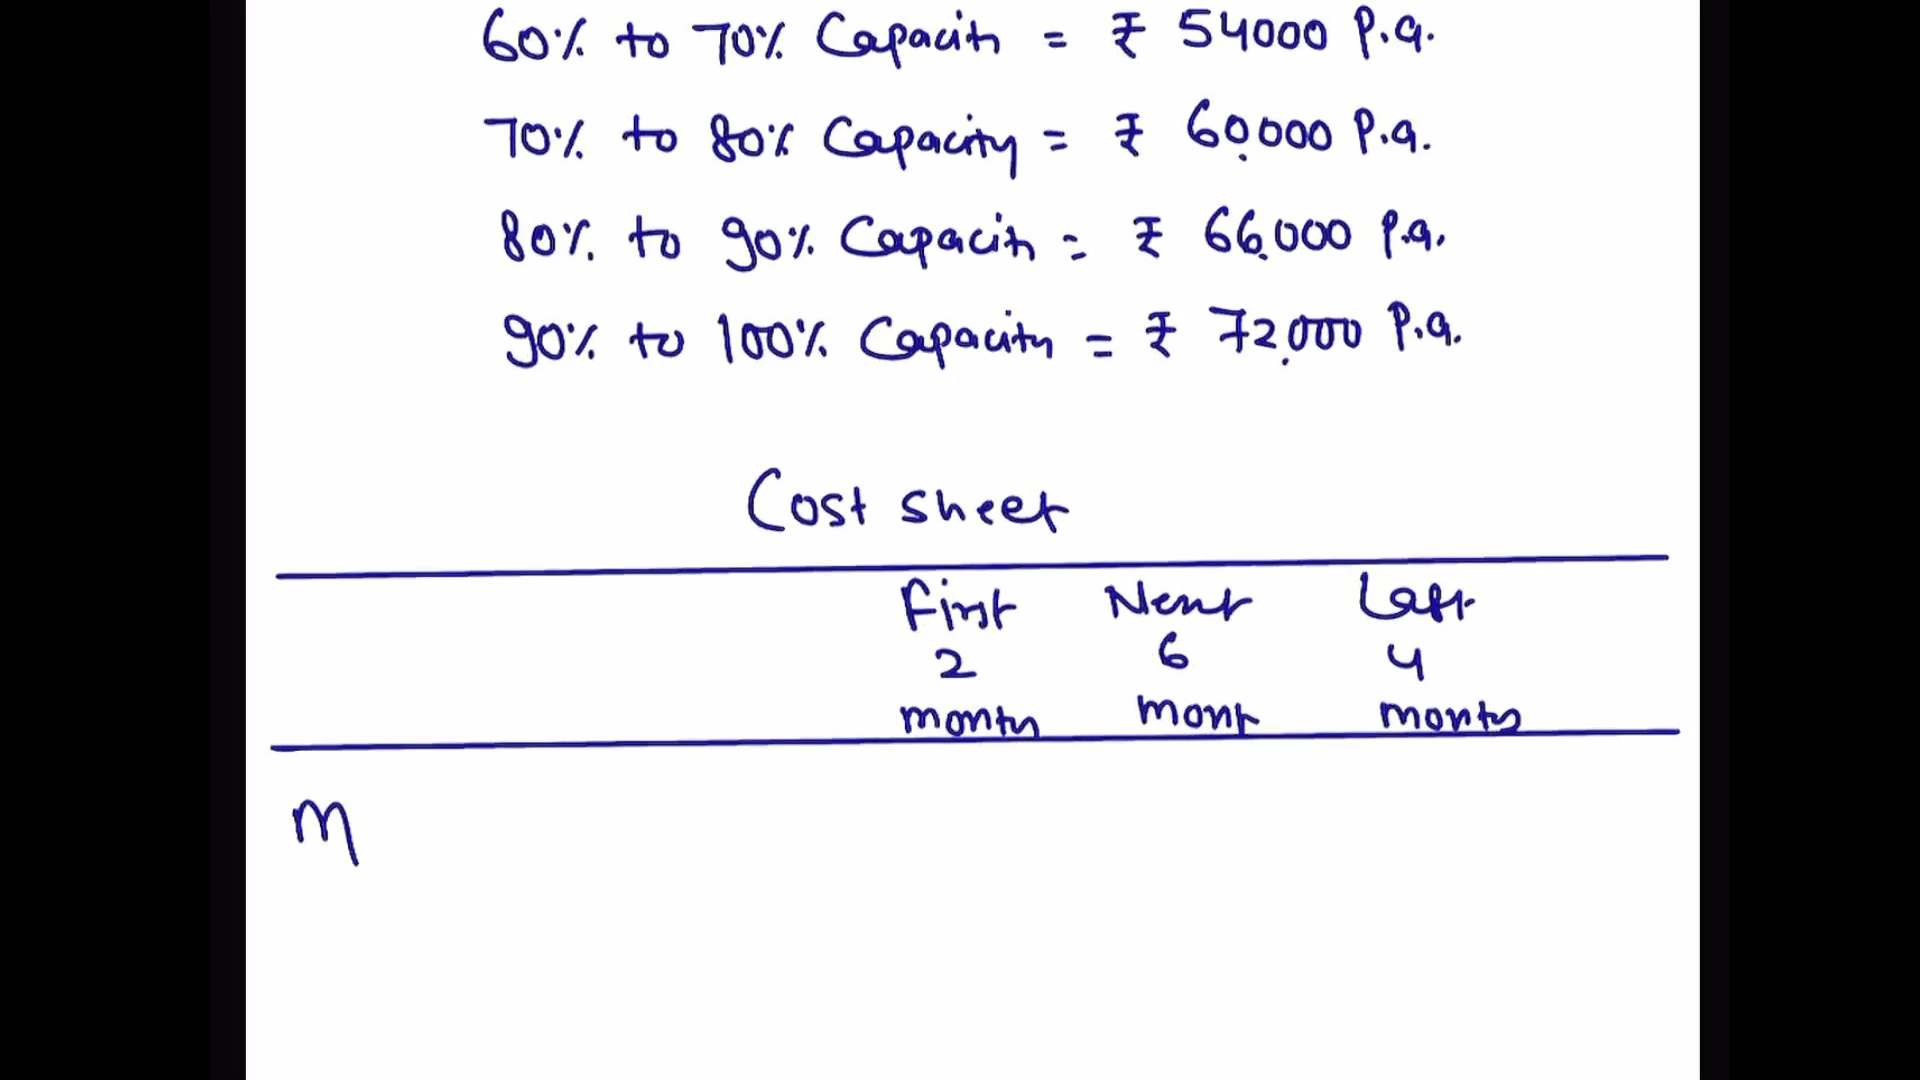 60% to 70% Capacity = ₹ 54000 P.a.
70% to 80% Capacity = ₹ 60,000 P.a.
80% to 90% Capacity = ₹ 66,000 P.a.
90% to 100% Capacity = ₹ 72,000 P.a.
Cost sheet
First Next Last
2 6 4
months mont months
M